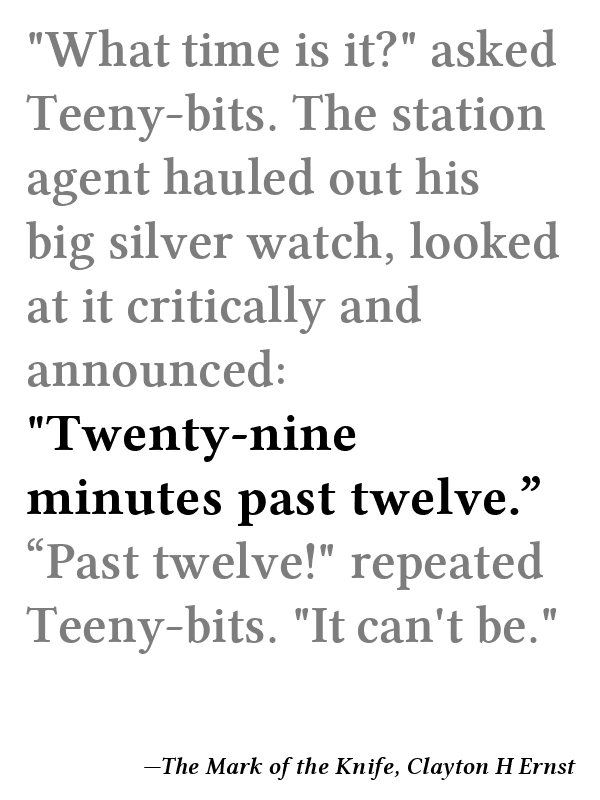 "What time is it?" asked
Teeny-bits. The station
agent hauled out his
big silver watch, looked
at it critically and
announced:
"Twenty-nine
minutes past twelve.”
“Past twelve!" repeated
Teeny-bits. "It can't be."
—The Mark of the Knife, Clayton H Ernst